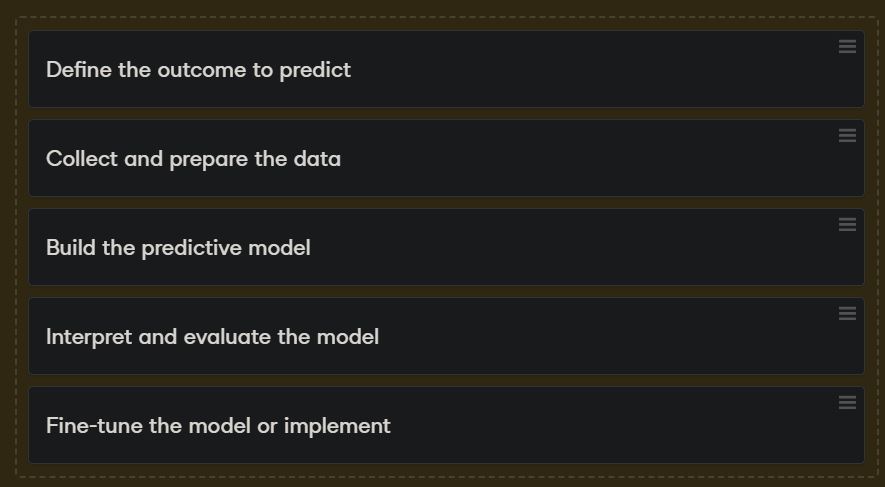 Define the outcome to predict
Collect and prepare the data
Build the predictive model
Interpret and evaluate the model
Fine-tune the model or implement